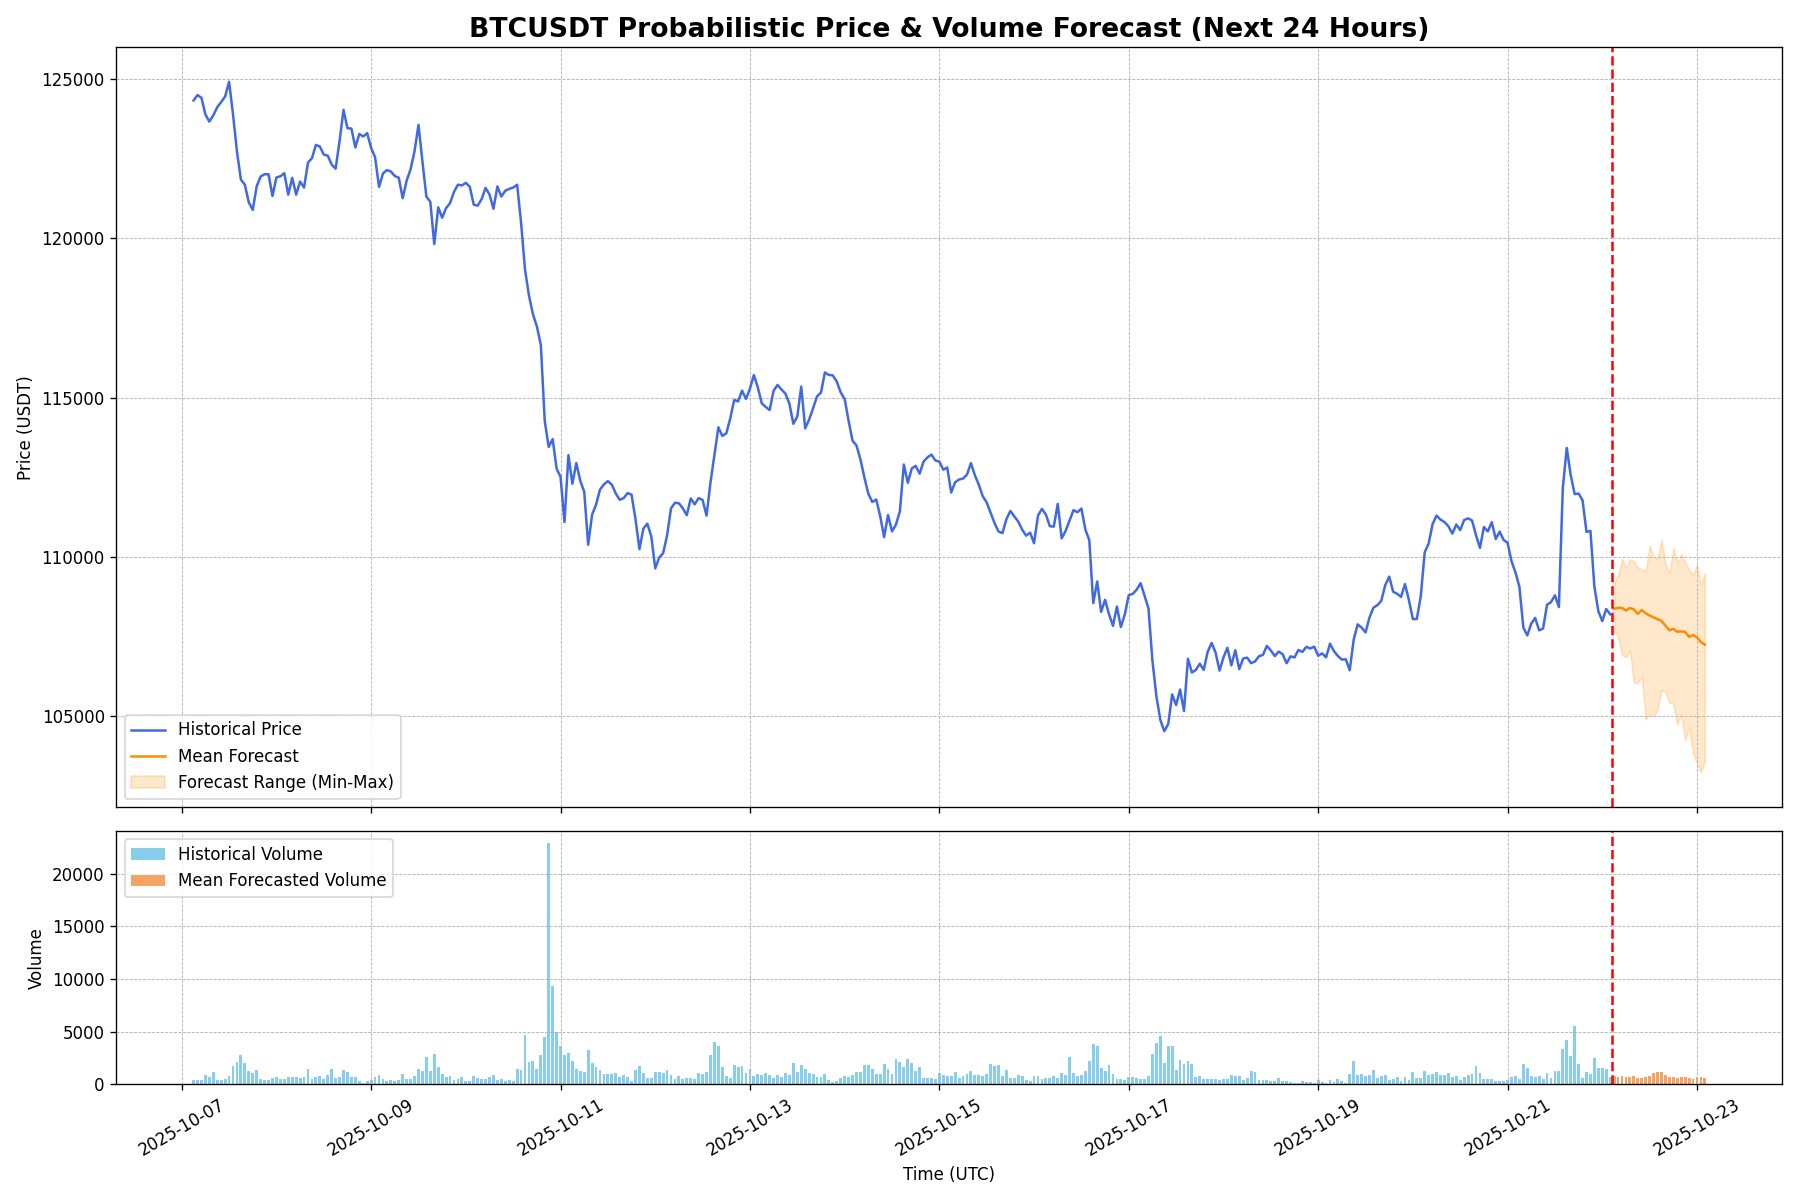 BTCUSDT Probabilistic Price & Volume Forecast (Next 24 Hours)
125000
120000
115000
110000
105000
Price (USDT)
Historical Price
Mean Forecast
Forecast Range (Min-Max)
Historical Volume
Mean Forecasted Volume
20000
15000
10000
5000
0
Volume
2025-10-07
2025-10-09
2025-10-11
2025-10-13
2025-10-15
2025-10-17
2025-10-19
2025-10-21
2025-10-23
Time (UTC)